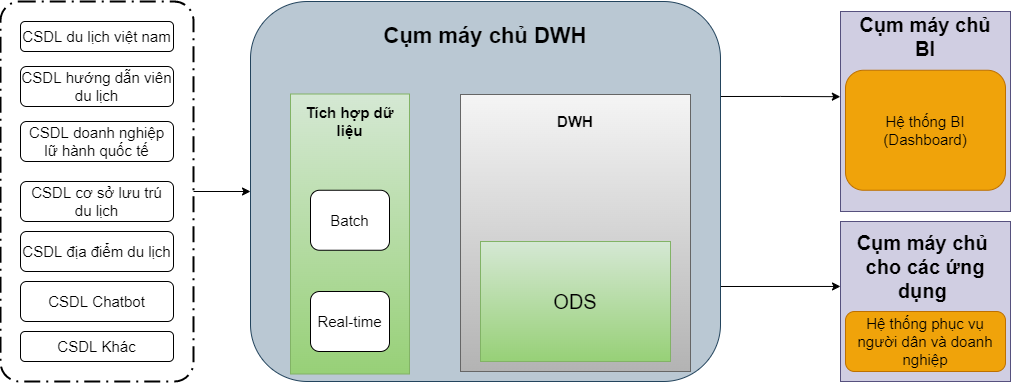 CSDL du lịch việt nam
CSDL hướng dẫn viên
du lịch
CSDL doanh nghiệp
lữ hành quốc tế
CSDL cơ sở lưu trú
du lịch
CSDL địa điểm du lịch
CSDL Chatbot
CSDL Khác
Cụm máy chủ DWH
Tích hợp dữ
liệu
Batch
Real-time
DWH
ODS
Cụm máy chủ
BI
Hệ thống BI
(Dashboard)
Cụm máy chủ
cho các ứng
dụng
Hệ thống phục vụ
người dân và doanh
nghiệp